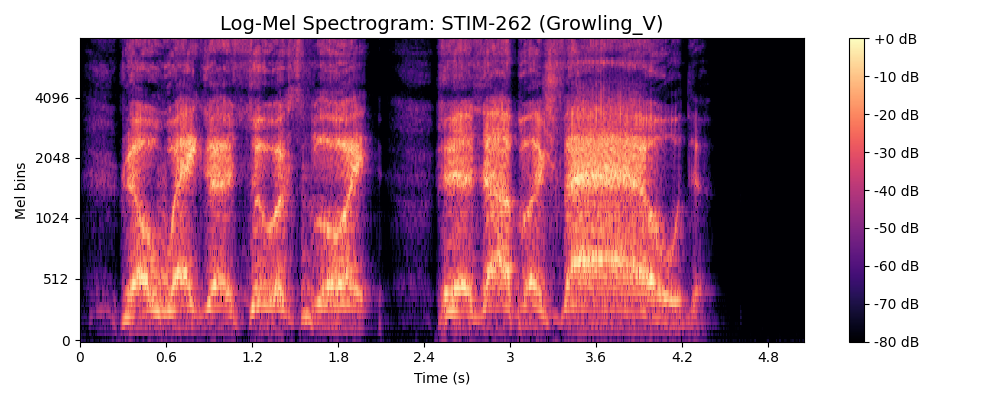 Log-Mel Spectrogram: STIM-262 (Growling_V)
Mel bins
4096
2048
1024
512
0
0 0.6 1.2 1.8 2.4 3 3.6 4.2 4.8
Time (s)
+0 dB
-10 dB
-20 dB
-30 dB
-40 dB
-50 dB
-60 dB
-70 dB
-80 dB